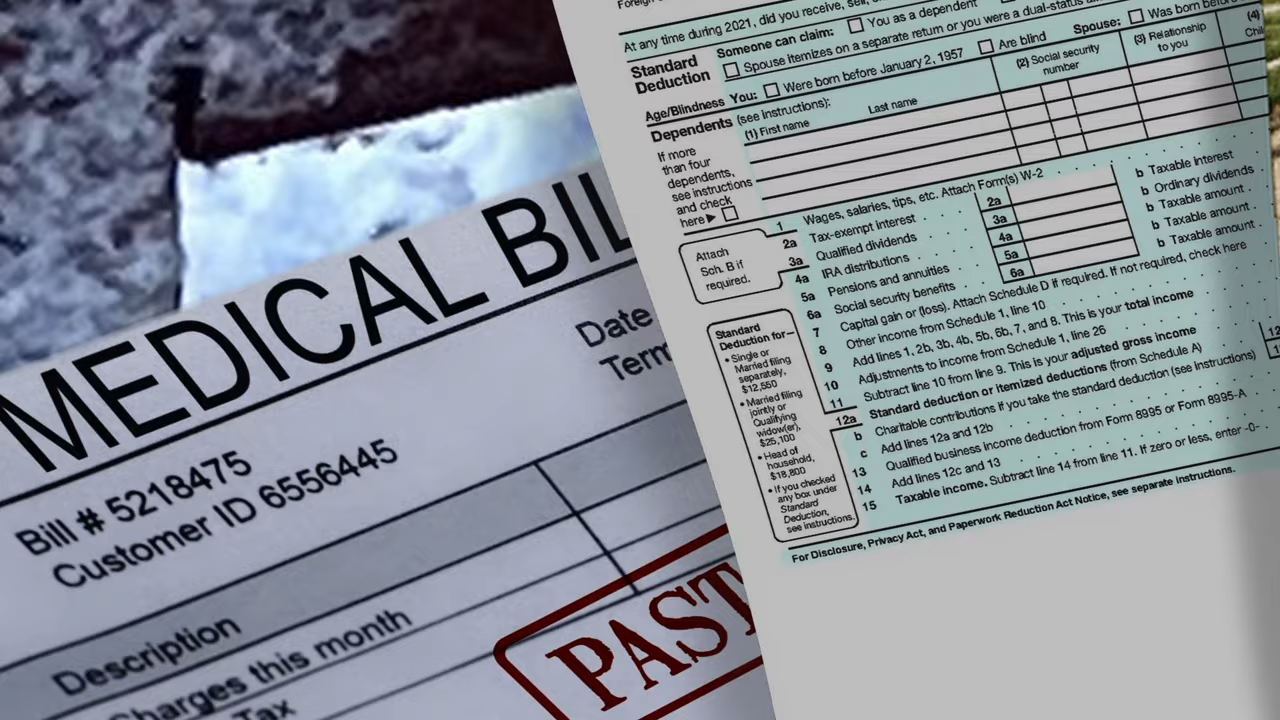 MEDICAL BIL
Date
Term
Bill # 5218475
Customer ID 6556445
Description
Charges this month
Tax
PAST
Foreign
At any time during 2021, did you receive, sell,
Standard
Deduction
Someone can claim: You as a dependent
Spouse itemizes on a separate return or you were a dual-status
Age/Blindness You: Were born before January 2, 1957 Are blind Spouse: Was born before
Dependents (see instructions):
(1) First name Last name
(2) Social security
number
(3) Relationship
to you
(4)
If more
than four
dependents,
see instructions
and check
here ▶
Attach
Sch. B if
required.
1 Wages, salaries, tips, etc. Attach Form(s) W-2
2a Tax-exempt interest 2a b Taxable interest
3a Qualified dividends 3a b Ordinary dividends
4a IRA distributions 4a b Taxable amount
5a Pensions and annuities 5a b Taxable amount
6a Social security benefits 6a b Taxable amount
7 Capital gain or (loss). Attach Schedule D if required. If not required, check here
8 Other income from Schedule 1, line 10
9 Add lines 1, 2b, 3b, 4b, 5b, 6b, 7, and 8. This is your total income
10 Adjustments to income from Schedule 1, line 26
11 Subtract line 10 from line 9. This is your adjusted gross income
12a Standard deduction or itemized deductions (from Schedule A)
b Charitable contributions if you take the standard deduction (see instructions)
c Add lines 12a and 12b
13 Qualified business income deduction from Form 8995 or Form 8995-A
14 Add lines 12c and 13
15 Taxable income. Subtract line 14 from line 11. If zero or less, enter -0-
Standard
Deduction for—
• Single or
Married filing
separately,
$12,550
• Married filing
jointly or
Qualifying
widow(er),
$25,100
• Head of
household,
$18,800
• If you checked
any box under
Standard
Deduction,
see instructions.
For Disclosure, Privacy Act, and Paperwork Reduction Act Notice, see separate instructions.